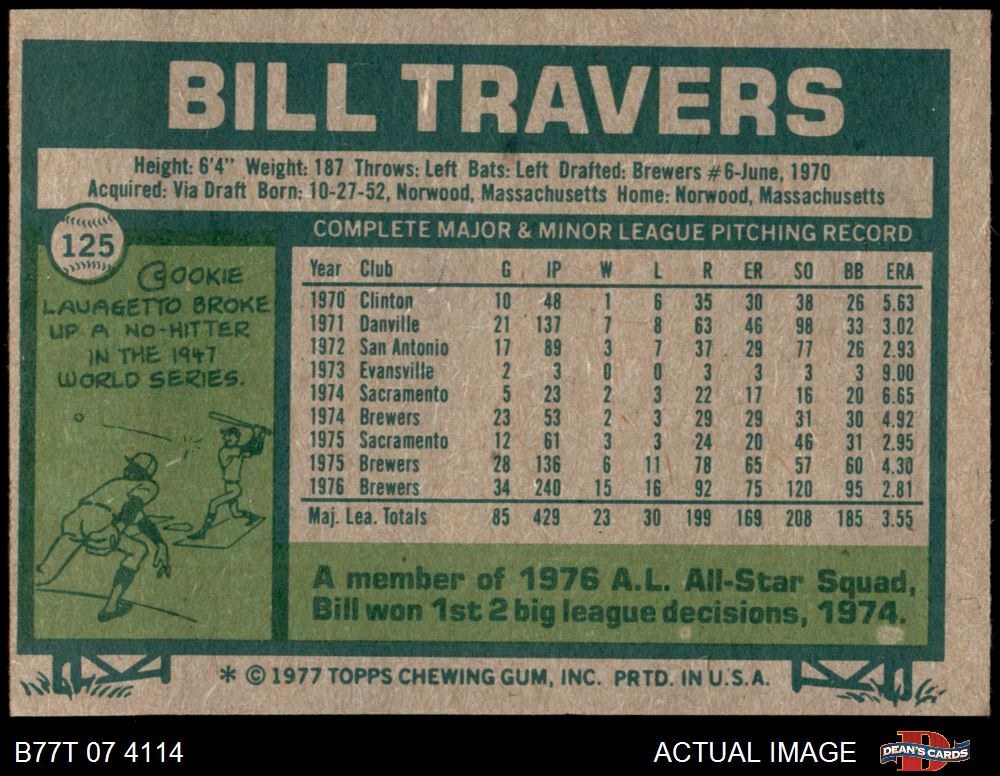 BILL TRAVERS
Height: 6'4" Weight: 187 Throws: Left Bats: Left Drafted: Brewers #6-June, 1970
Acquired: Via Draft Born: 10-27-52, Norwood, Massachusetts Home: Norwood, Massachusetts
125
COOKIE
LAVAGETTO BROKE
UP A NO-HITTER
IN THE 1947
WORLD SERIES.
COMPLETE MAJOR & MINOR LEAGUE PITCHING RECORD
Year Club G IP W L R ER SO BB ERA
1970 Clinton 10 48 1 6 35 30 38 26 5.63
1971 Danville 21 137 7 8 63 46 98 33 3.02
1972 San Antonio 17 89 3 7 37 29 77 26 2.93
1973 Evansville 2 3 0 0 3 3 3 3 9.00
1974 Sacramento 5 23 2 3 22 17 16 20 6.65
1974 Brewers 23 53 2 3 29 29 31 30 4.92
1975 Sacramento 12 61 3 3 24 20 46 31 2.95
1975 Brewers 28 136 6 11 78 65 57 60 4.30
1976 Brewers 34 240 15 16 92 75 120 95 2.81
Maj. Lea. Totals 85 429 23 30 199 169 208 185 3.55
A member of 1976 A.L. All-Star Squad,
Bill won 1st 2 big league decisions, 1974.
* © 1977 TOPPS CHEWING GUM, INC. PRTD. IN U.S.A.
B77T 07 4114
ACTUAL IMAGE
DEAN'S CARDS